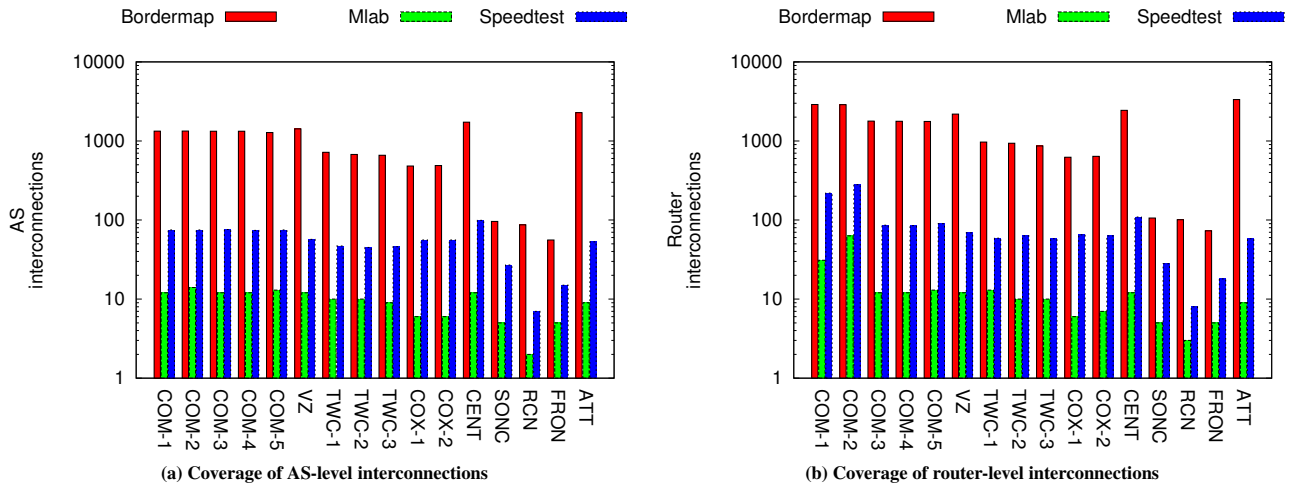 Bordermap Mlab Speedtest
10000
1000
100
10
1
AS
interconnections
COM-1
COM-2
COM-3
COM-4
COM-5
VZ
TWC-1
TWC-2
TWC-3
COX-1
COX-2
CENT
SONC
RCN
FRON
ATT
(a) Coverage of AS-level interconnections
Bordermap Mlab Speedtest
10000
1000
100
10
1
Router
interconnections
COM-1
COM-2
COM-3
COM-4
COM-5
VZ
TWC-1
TWC-2
TWC-3
COX-1
COX-2
CENT
SONC
RCN
FRON
ATT
(b) Coverage of router-level interconnections